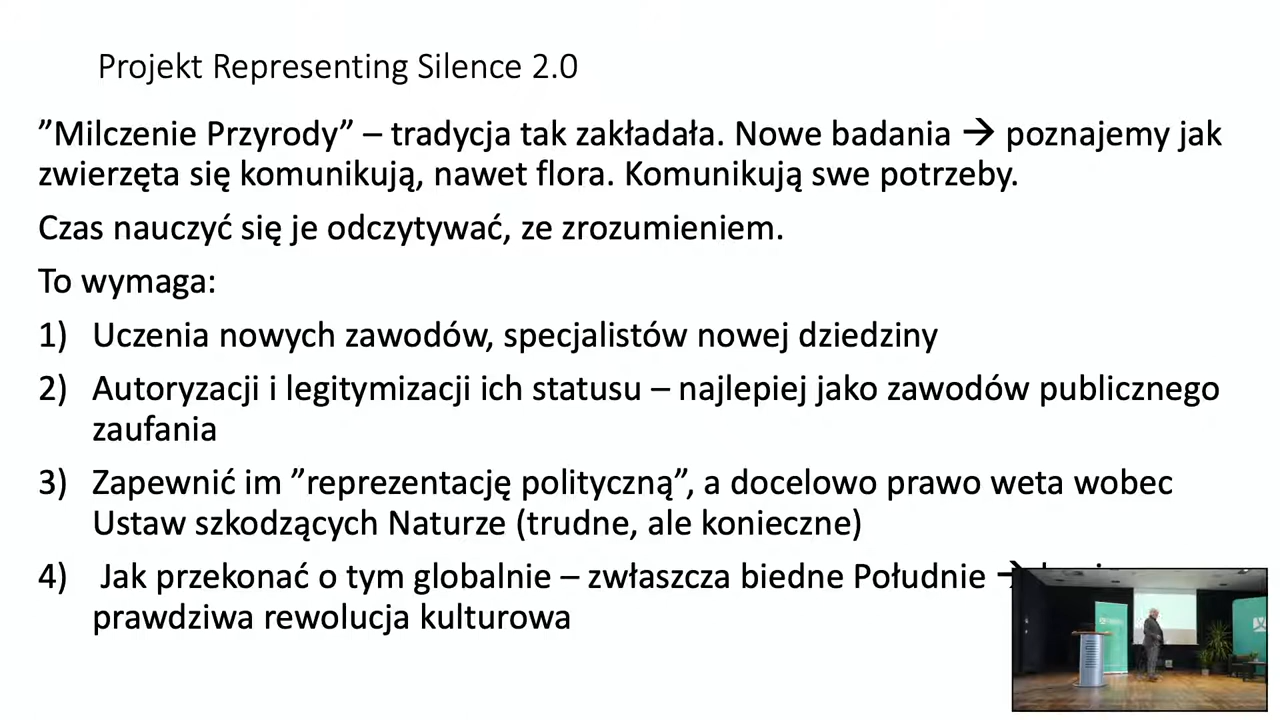 Projekt Representing Silence 2.0
”Milczenie Przyrody” – tradycja tak zakładała. Nowe badania → poznajemy jak
zwierzęta się komunikują, nawet flora. Komunikują swe potrzeby.
Czas nauczyć się je odczytywać, ze zrozumieniem.
To wymaga:
1) Uczenia nowych zawodów, specjalistów nowej dziedziny
2) Autoryzacji i legitymizacji ich statusu – najlepiej jako zawodów publicznego
zaufania
3) Zapewnić im ”reprezentację polityczną”, a docelowo prawo weta wobec
Ustaw szkodzących Naturze (trudne, ale konieczne)
4) Jak przekonać o tym globalnie – zwłaszcza biedne Południe →
prawdziwa rewolucja kulturowa